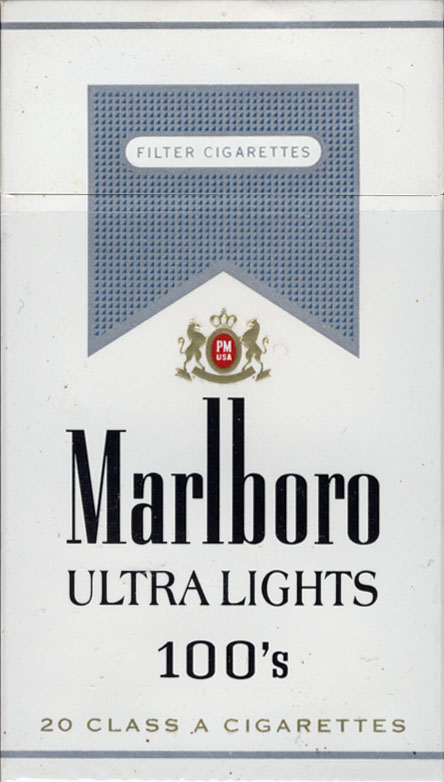 FILTER CIGARETTES
PM
USA
Marlboro
ULTRA LIGHTS
100's
20 CLASS A CIGARETTES